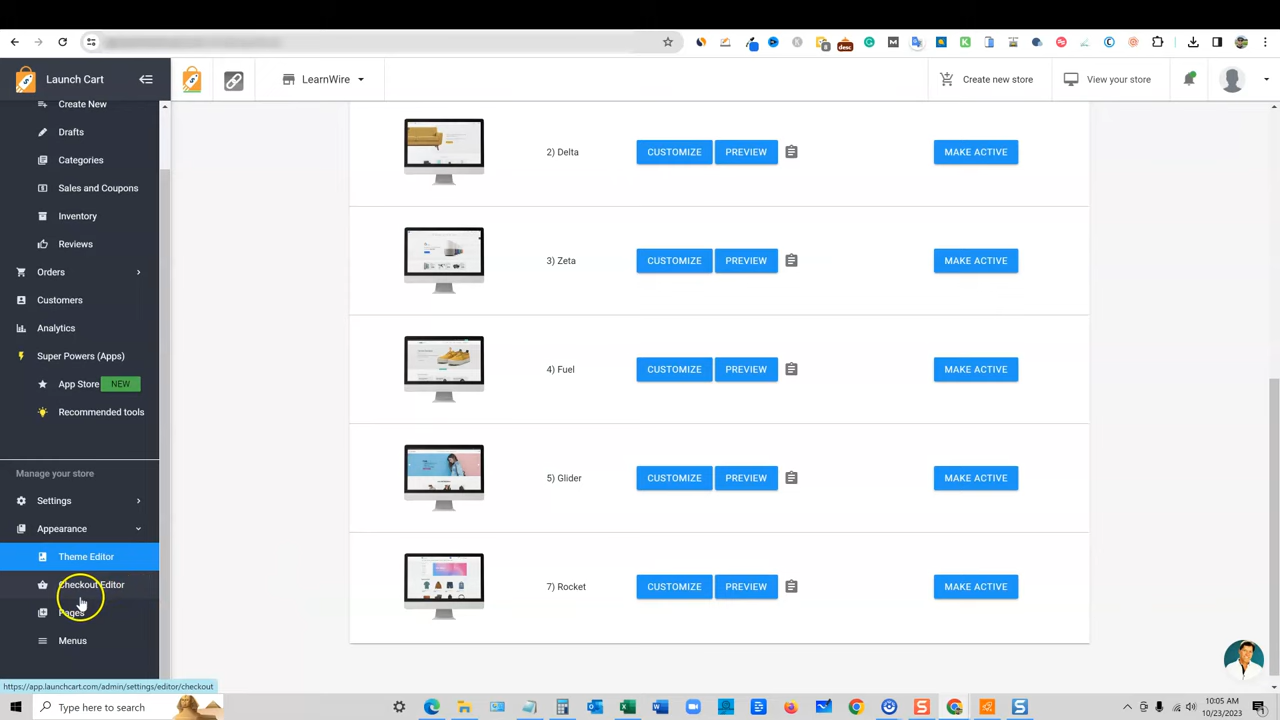 Launch Cart
LearnWire
Create new store
View your store
Create New
Drafts
Categories
Sales and Coupons
Inventory
Reviews
Orders
Customers
Analytics
Super Powers (Apps)
App Store NEW
Recommended tools
Manage your store
Settings
Appearance
Theme Editor
Checkout Editor
Pages
Menus
2) Delta CUSTOMIZE PREVIEW MAKE ACTIVE
3) Zeta CUSTOMIZE PREVIEW MAKE ACTIVE
4) Fuel CUSTOMIZE PREVIEW MAKE ACTIVE
5) Glider CUSTOMIZE PREVIEW MAKE ACTIVE
7) Rocket CUSTOMIZE PREVIEW MAKE ACTIVE
https://app.launchcart.com/admin/settings/editor/checkout
Type here to search
10:05 AM
10/23/2023